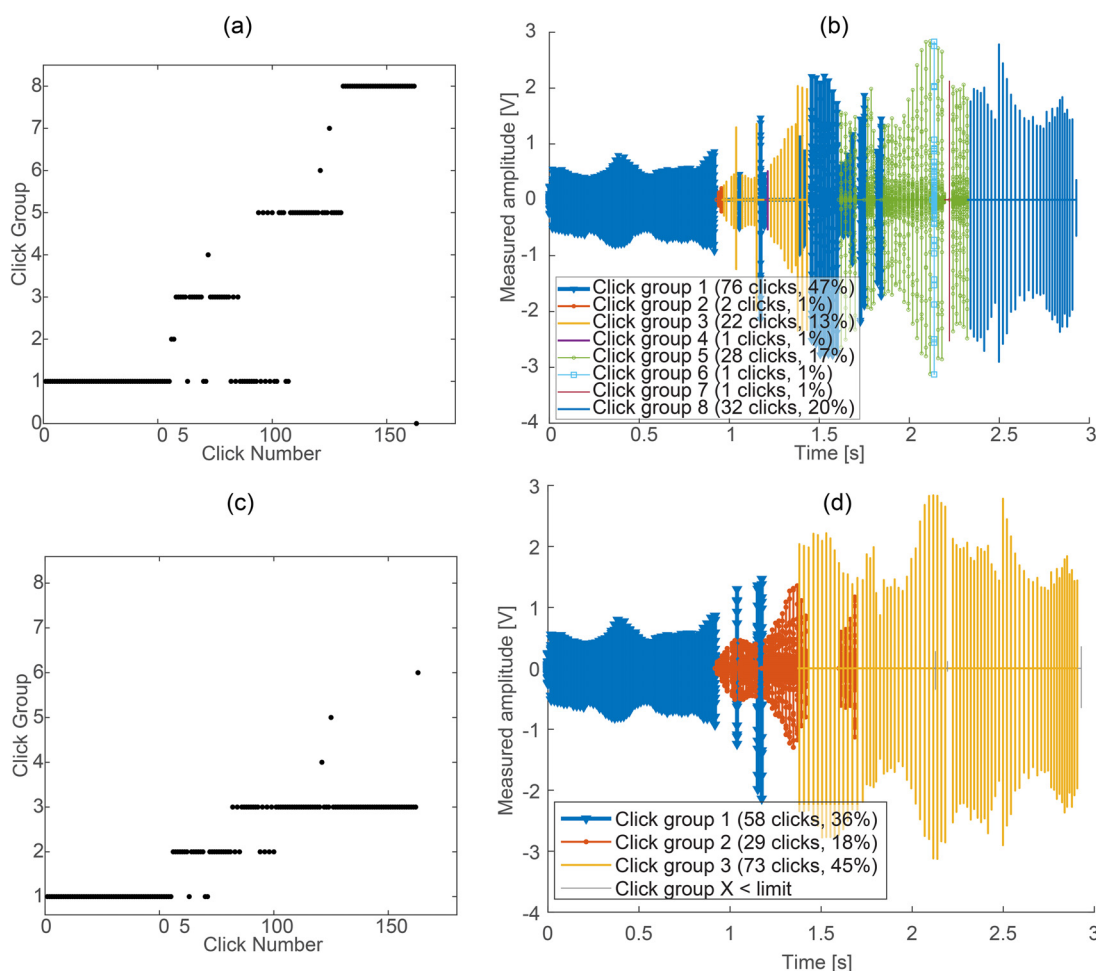 (a)
Click Group
8
7
6
5
4
3
2
1
0
0 0 5 100 150
Click Number
(b)
Measured amplitude [V]
3
2
1
0
-1
-2
-3
-4
Click group 1 (76 clicks, 47%)
Click group 2 (2 clicks, 1%)
Click group 3 (22 clicks, 13%)
Click group 4 (1 clicks, 1%)
Click group 5 (28 clicks, 17%)
Click group 6 (1 clicks, 1%)
Click group 7 (1 clicks, 1%)
Click group 8 (32 clicks, 20%)
0 0.5 1 1.5 2 2.5 3
Time [s]
(c)
Click Group
8
7
6
5
4
3
2
1
0 0 5 100 150
Click Number
(d)
Measured amplitude [V]
3
2
1
0
-1
-2
-3
-4
Click group 1 (58 clicks, 36%)
Click group 2 (29 clicks, 18%)
Click group 3 (73 clicks, 45%)
Click group X < limit
0 0.5 1 1.5 2 2.5 3
Time [s]